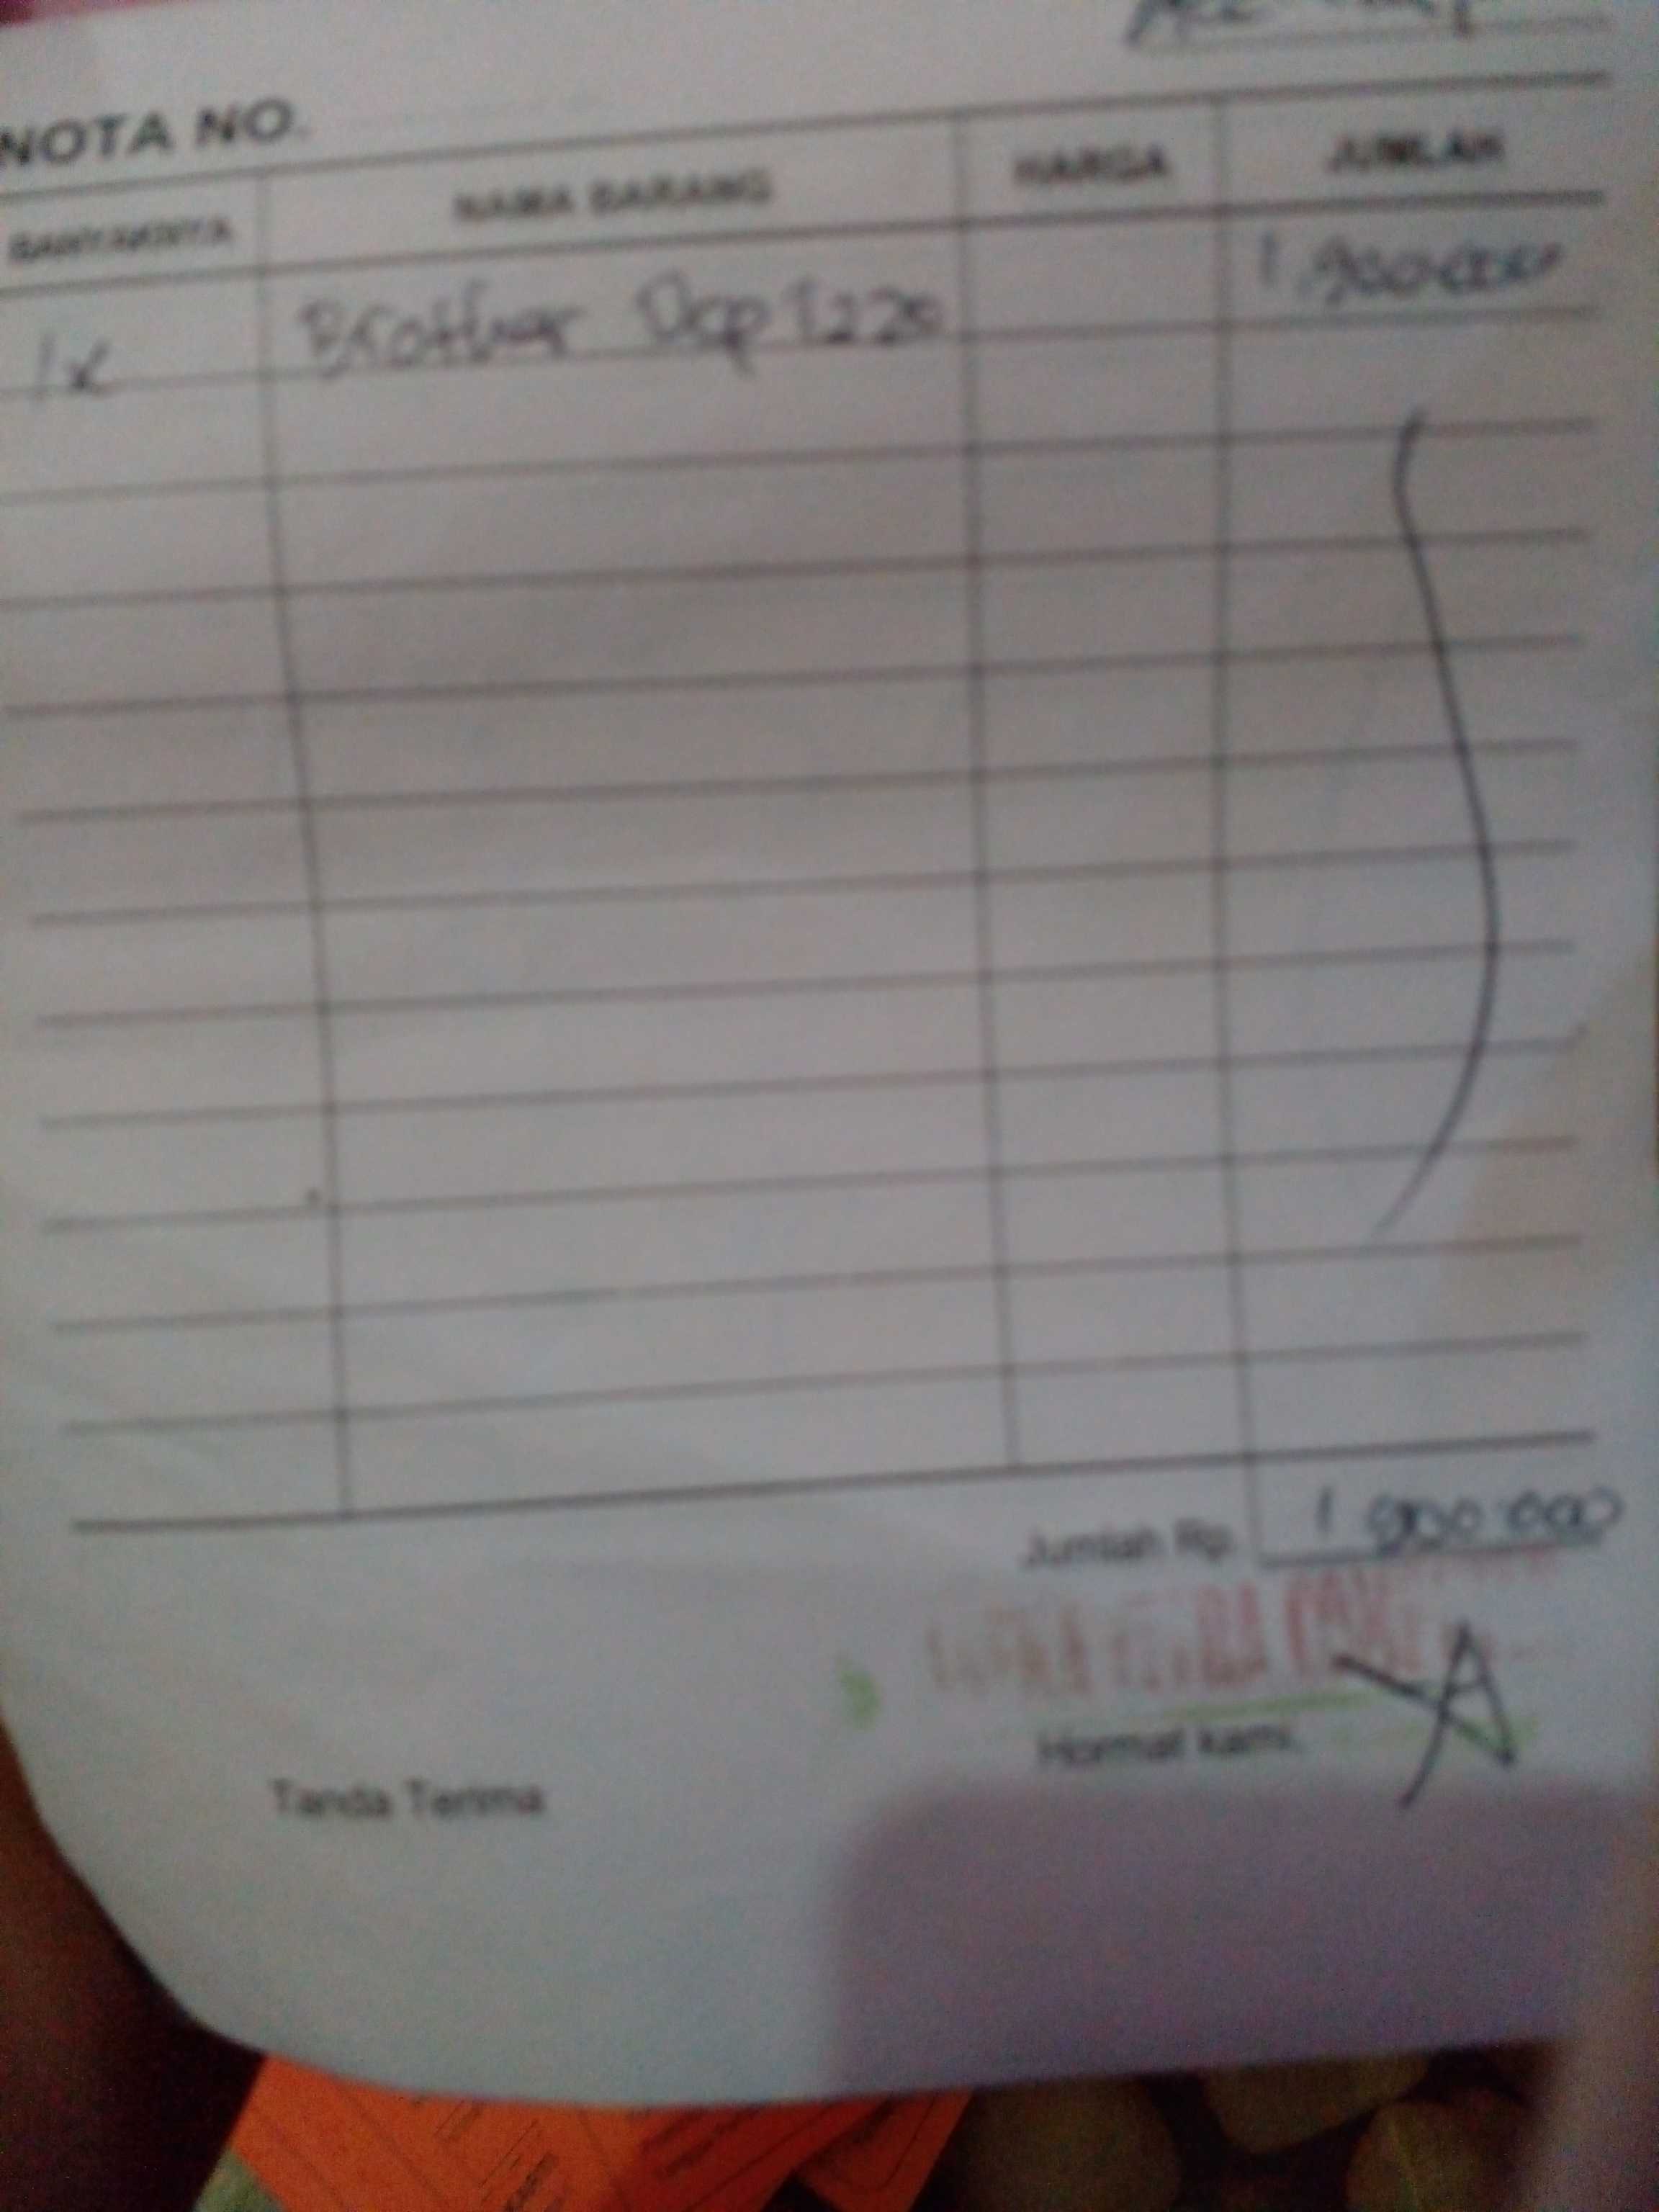 NOTA NO.
BANYAKNYA NAMA BARANG HARGA JUMLAH
1x Brother Dcp T220 1.900.000
Jumlah Rp. 1.900.000
Tanda Terima Hormat kami,